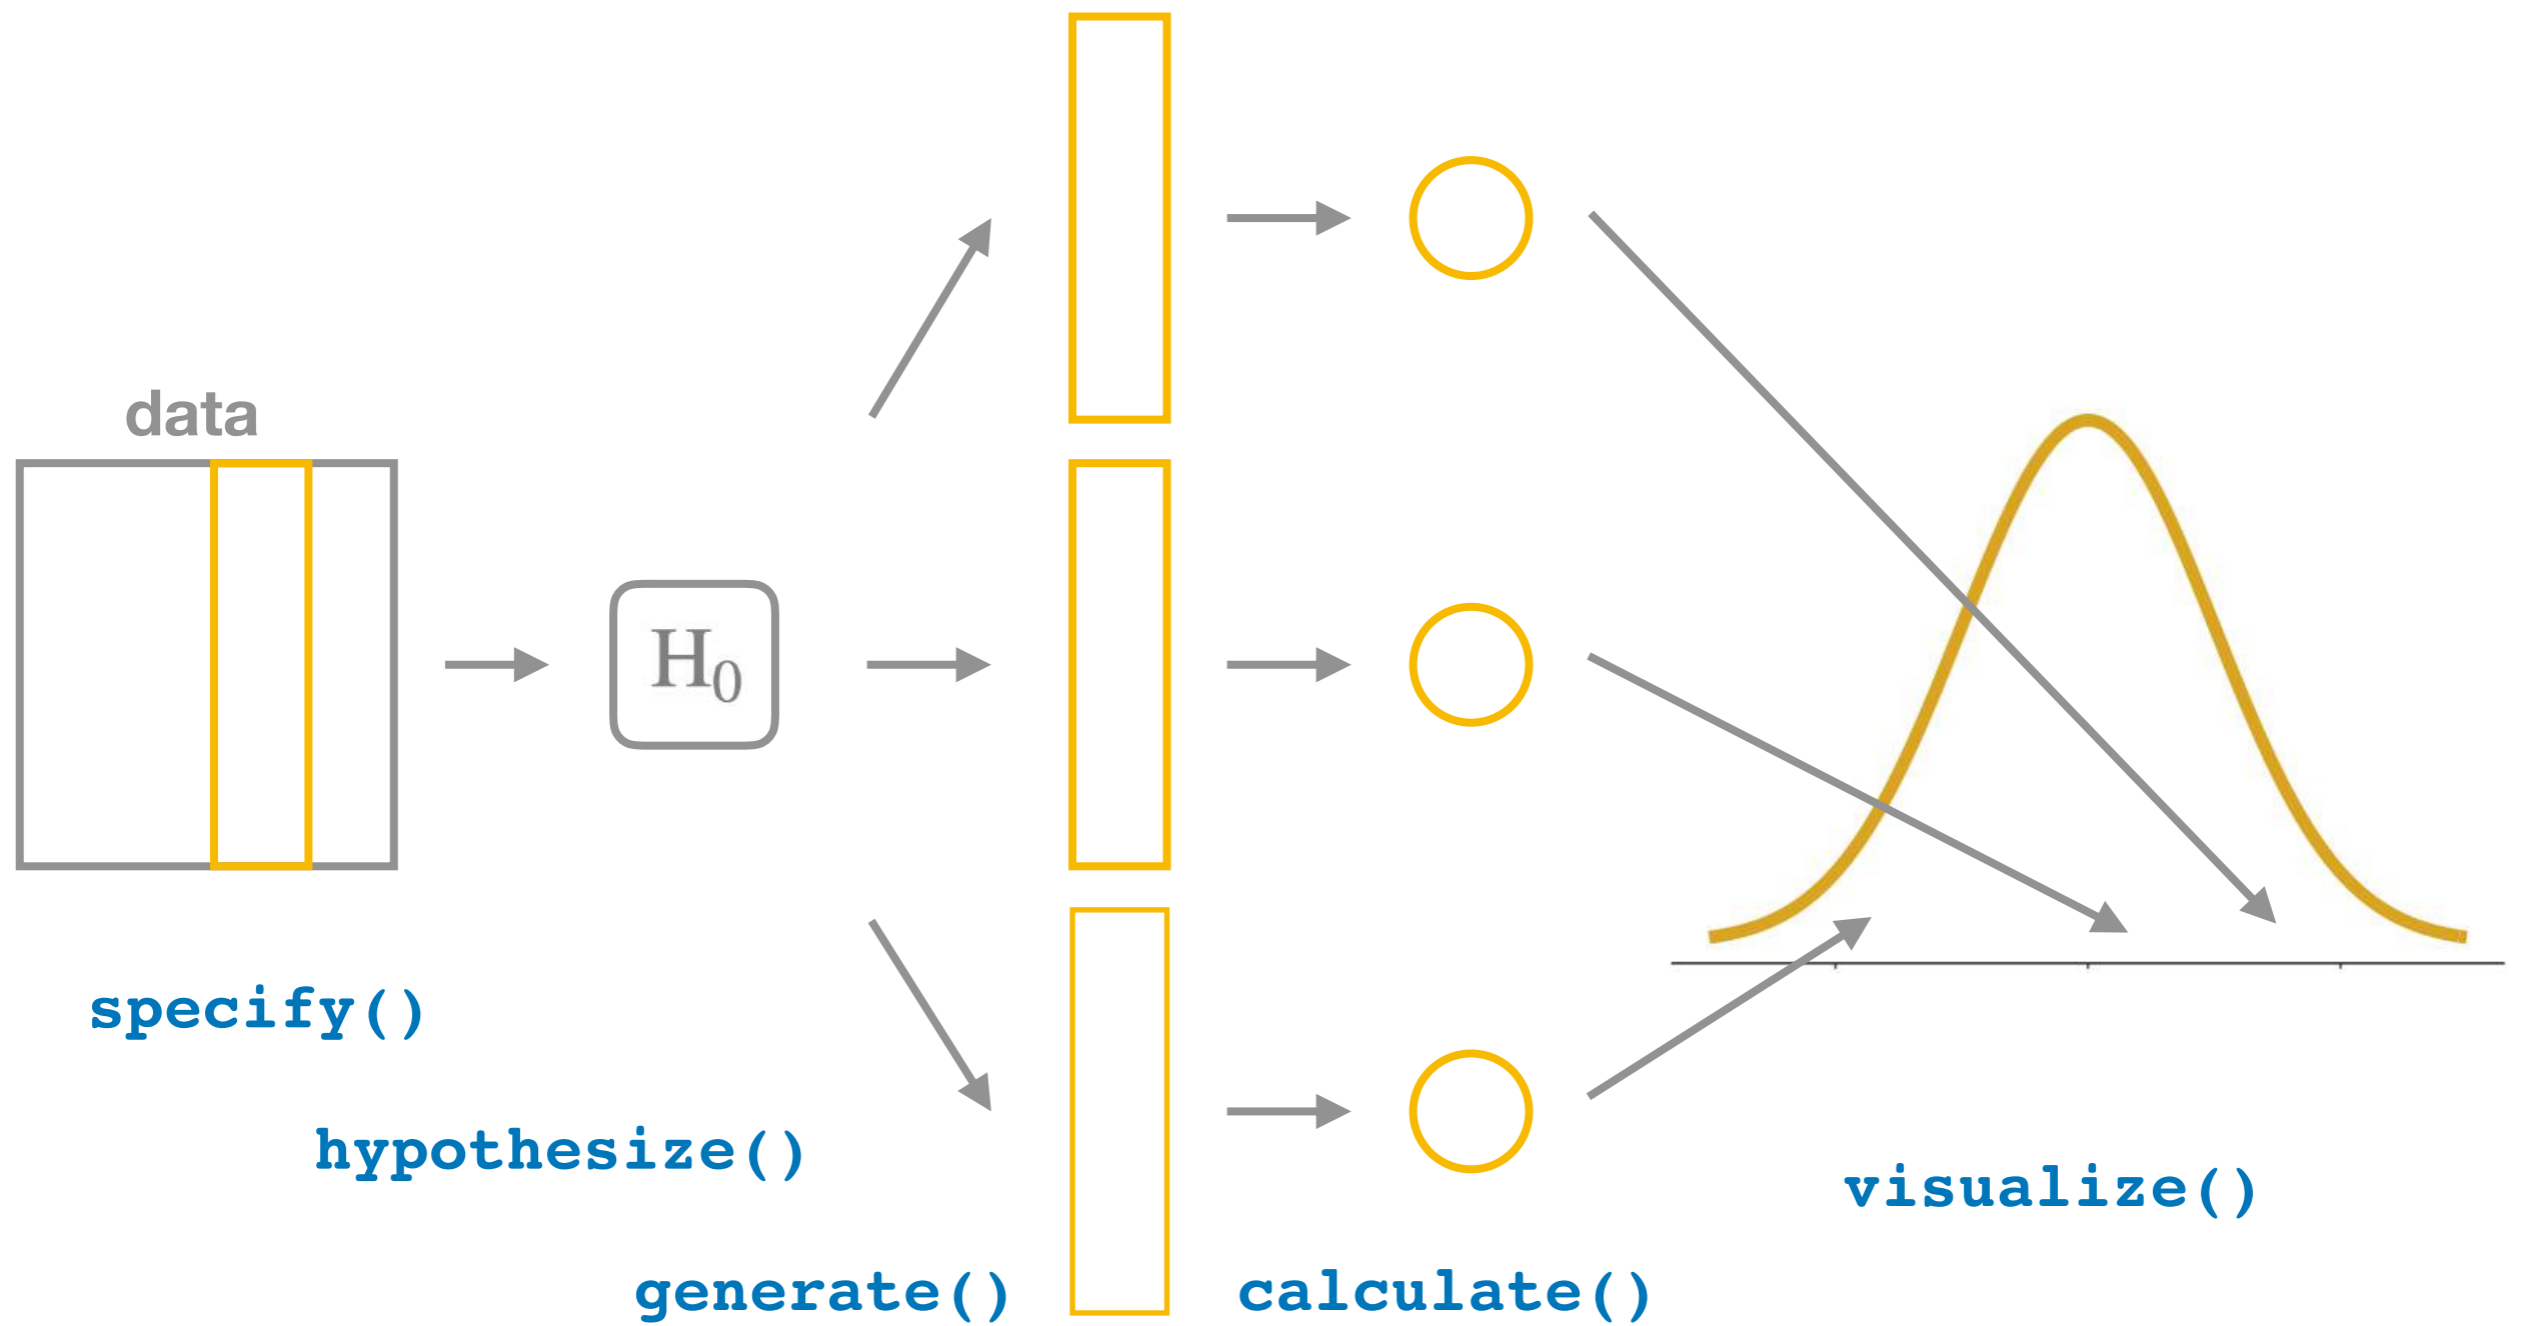 data
H₀
specify()
hypothesize()
generate()
calculate()
visualize()